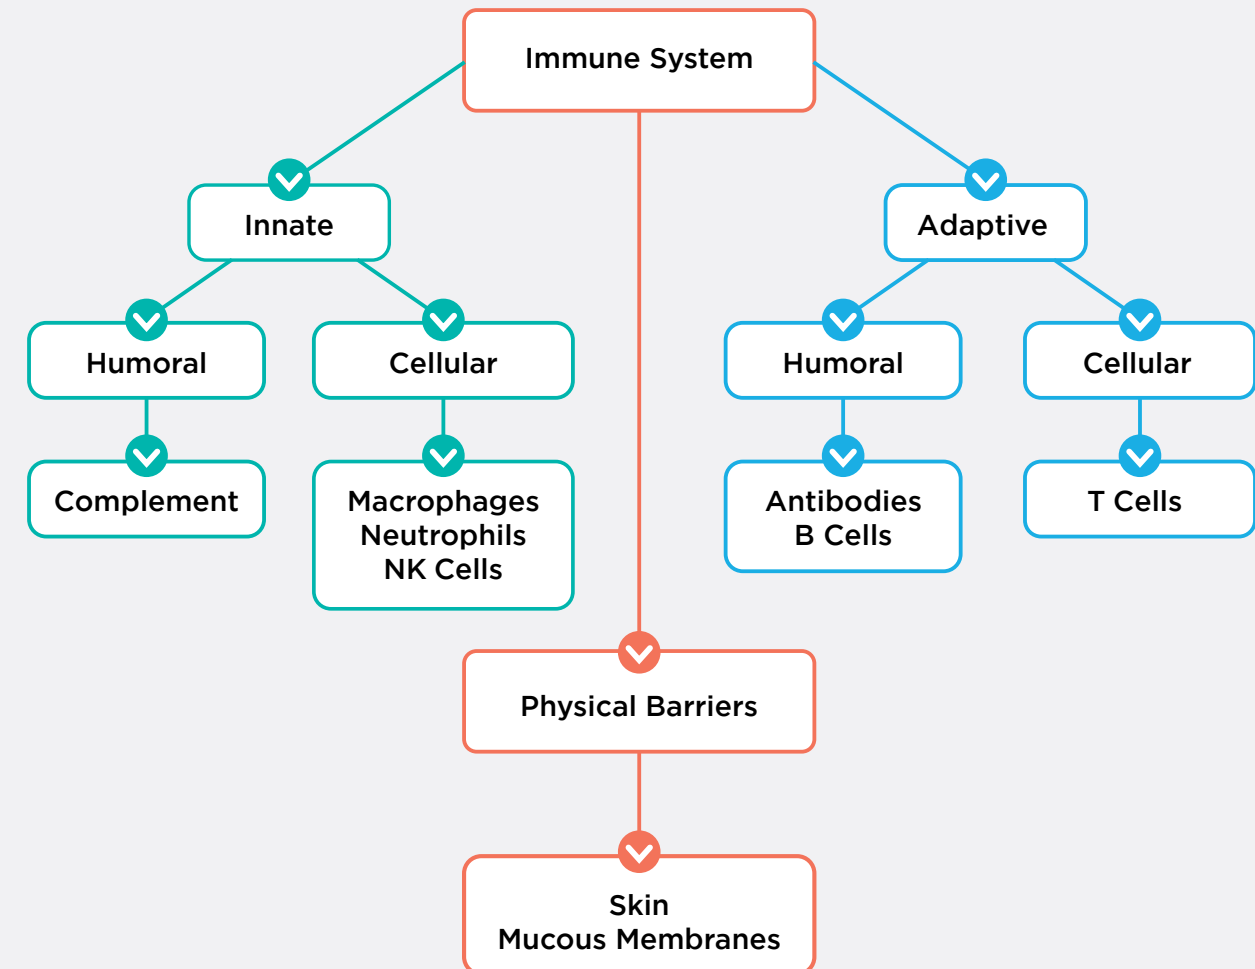 Immune System
Innate
Adaptive
Humoral
Cellular
Humoral
Cellular
Complement
Macrophages
Neutrophils
NK Cells
Antibodies
B Cells
T Cells
Physical Barriers
Skin
Mucous Membranes